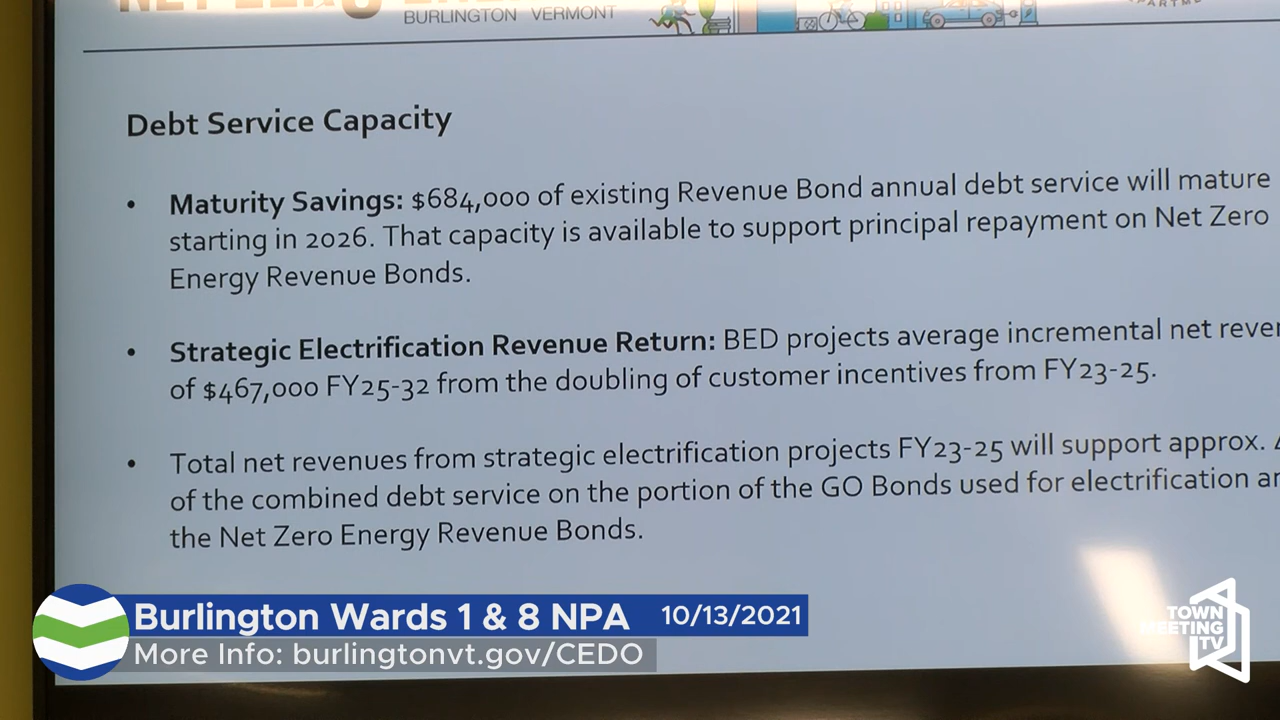 BURLINGTON VERMONT
Debt Service Capacity
• Maturity Savings: $684,000 of existing Revenue Bond annual debt service will mature
starting in 2026. That capacity is available to support principal repayment on Net Zero
Energy Revenue Bonds.
• Strategic Electrification Revenue Return: BED projects average incremental net
of $467,000 FY25-32 from the doubling of customer incentives from FY23-25.
• Total net revenues from strategic electrification projects FY23-25 will support approx.
of the combined debt service on the portion of the GO Bonds used for electrification
the Net Zero Energy Revenue Bonds.
Burlington Wards 1 & 8 NPA 10/13/2021
More Info: burlingtonvt.gov/CEDO
TOWN
MEETING
TV